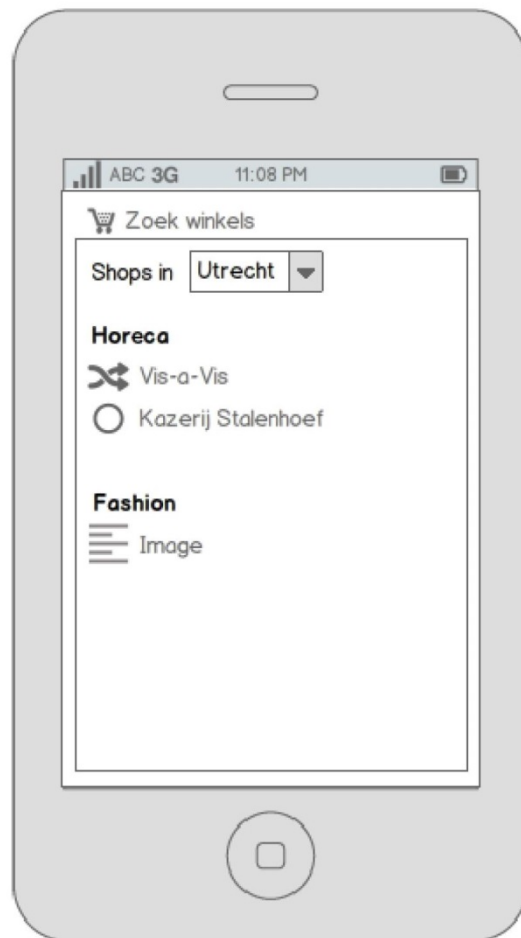 ABC 3G 11:08 PM
Zoek winkels
Shops in Utrecht
Horeca
Vis-a-Vis
Kazerij Stalenhoef
Fashion
Image